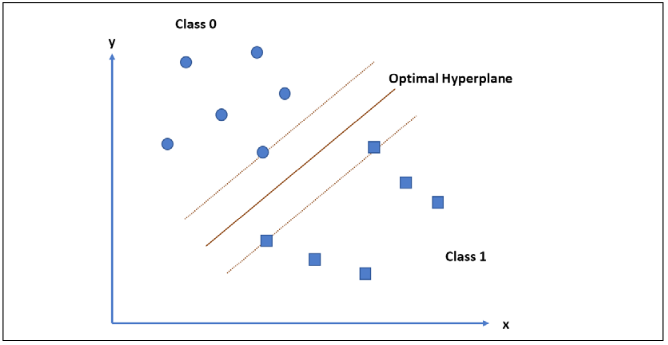 Class 0
y
Optimal Hyperplane
Class 1
x